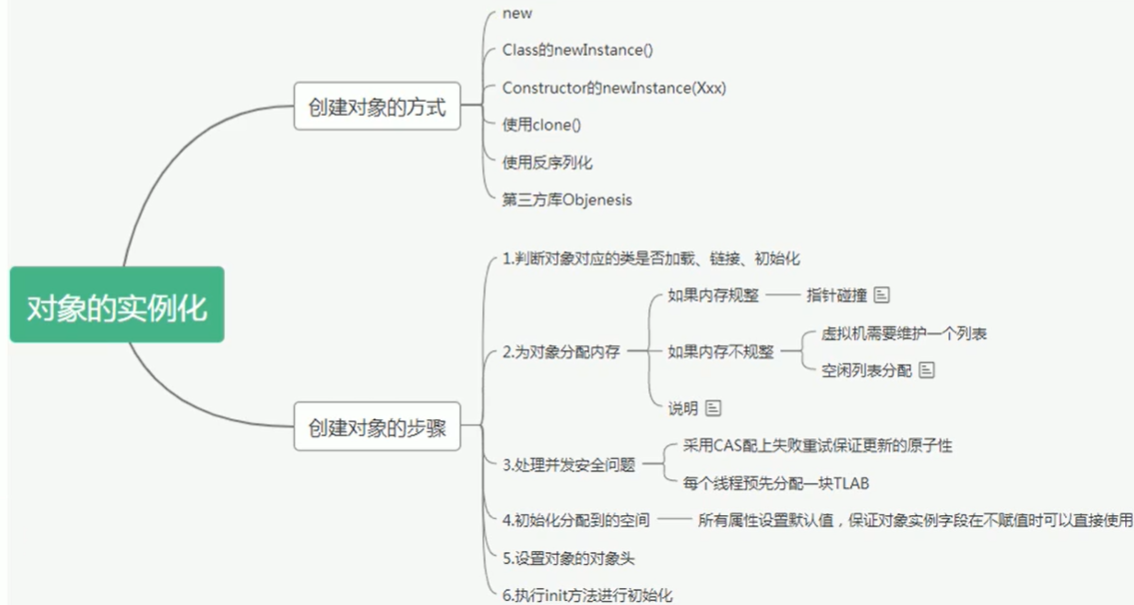 对象的实例化
创建对象的方式
new
Class的newInstance()
Constructor的newInstance(Xxx)
使用clone()
使用反序列化
第三方库Objenesis
创建对象的步骤
1.判断对象对应的类是否加载、链接、初始化
2.为对象分配内存
如果内存规整
指针碰撞
如果内存不规整
虚拟机需要维护一个列表
空闲列表分配
说明
3.处理并发安全问题
采用CAS配上失败重试保证更新的原子性
每个线程预先分配一块TLAB
4.初始化分配到的空间
所有属性设置默认值，保证对象实例字段在不赋值时可以直接使用
5.设置对象的对象头
6.执行init方法进行初始化